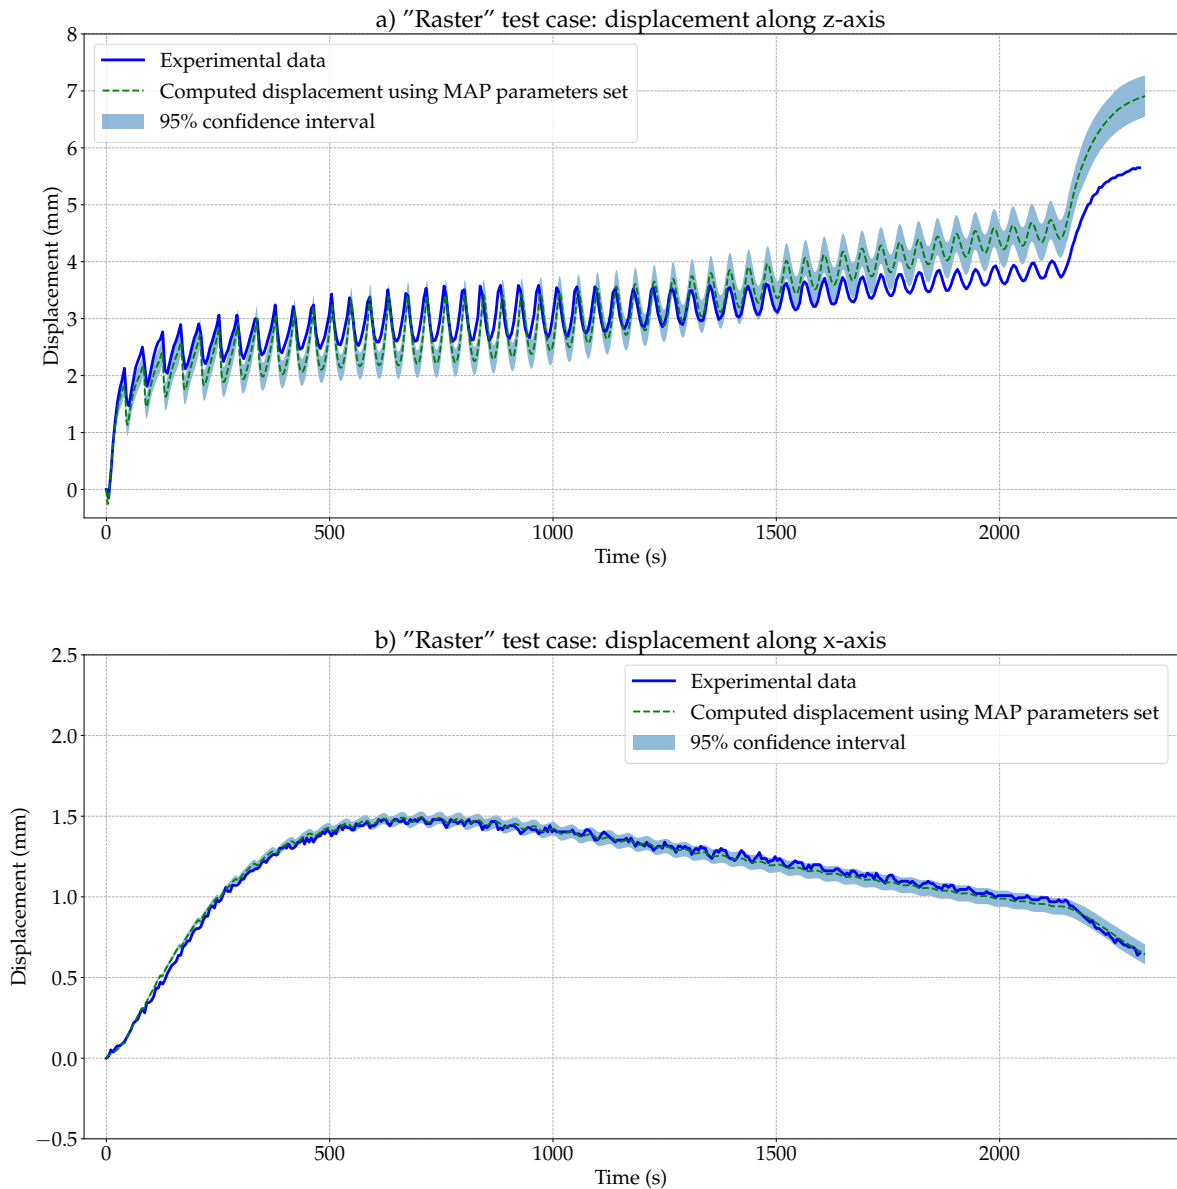 a) ”Raster” test case: displacement along z-axis
8
7
6
5
4
3
2
1
0
Displacement (mm)
Experimental data
Computed displacement using MAP parameters set
95% confidence interval
0 500 1000 1500 2000
Time (s)
b) ”Raster” test case: displacement along x-axis
2.5
2.0
1.5
1.0
0.5
0.0
−0.5
Displacement (mm)
Experimental data
Computed displacement using MAP parameters set
95% confidence interval
0 500 1000 1500 2000
Time (s)